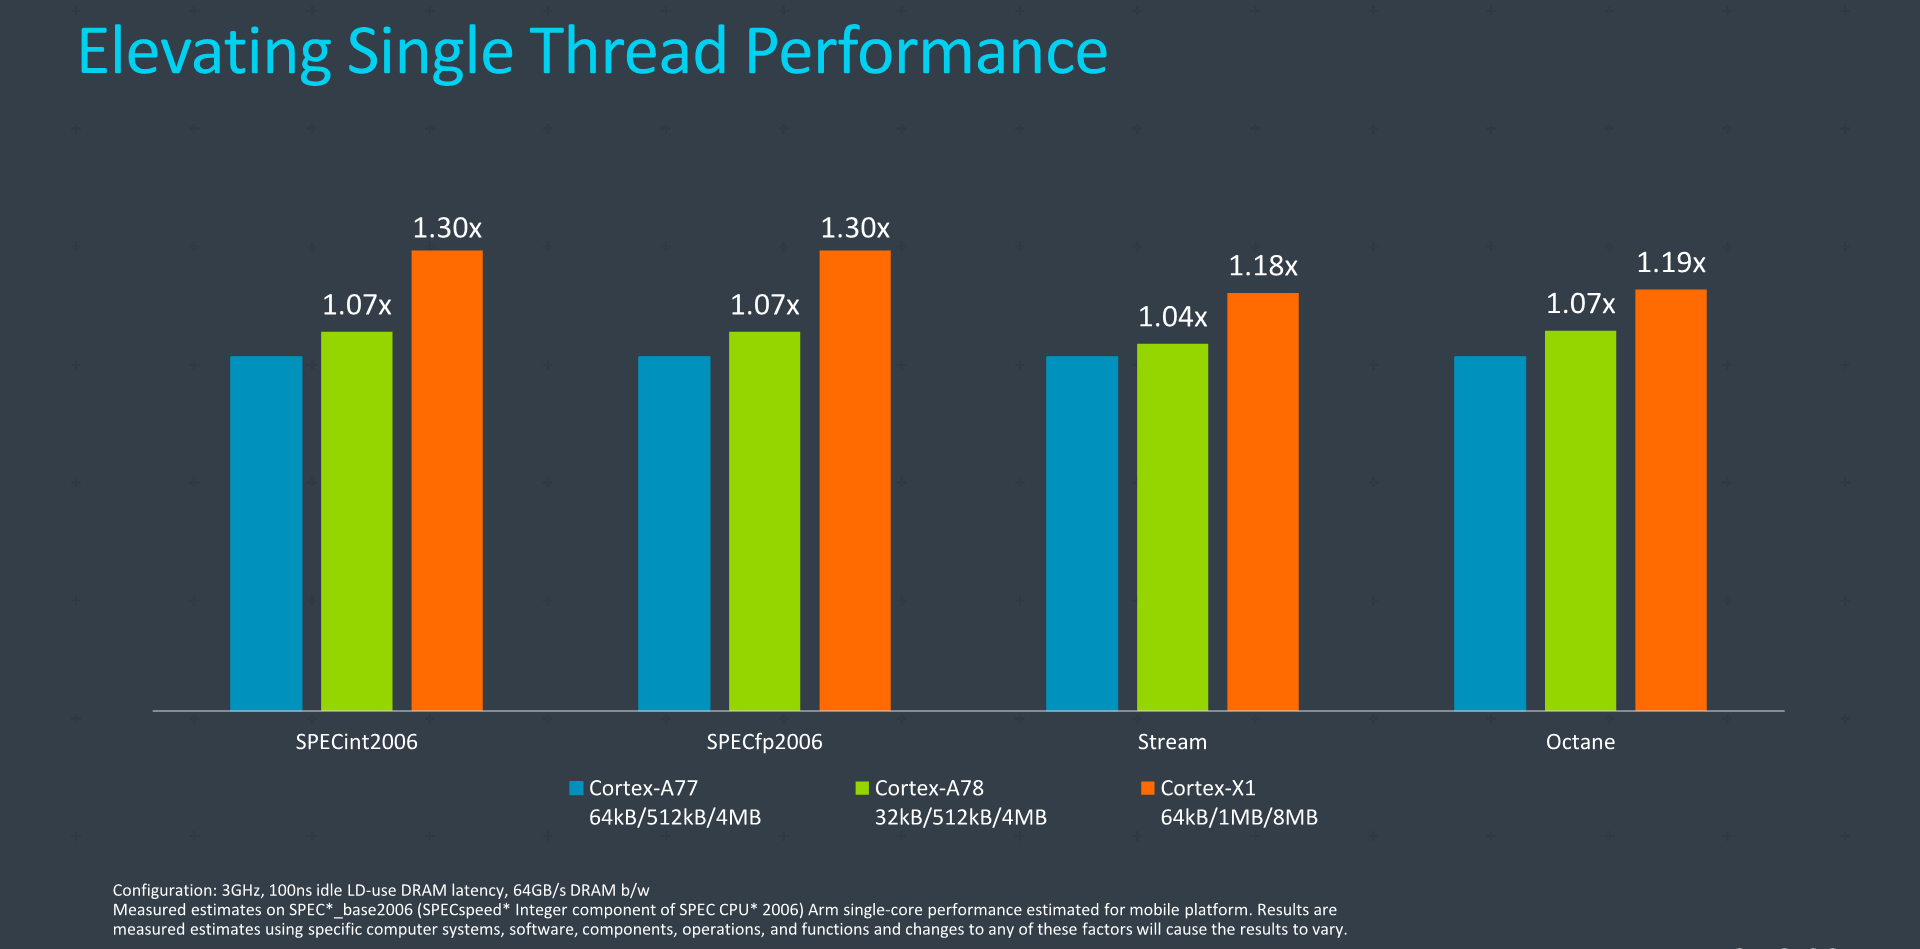 Elevating Single Thread Performance
1.30x
1.30x
1.18x
1.19x
1.07x
1.07x
1.04x
1.07x
SPECint2006
SPECfp2006
Stream
Octane
Cortex-A77
64kB/512kB/4MB
Cortex-A78
32kB/512kB/4MB
Cortex-X1
64kB/1MB/8MB
Configuration: 3GHz, 100ns idle LD-use DRAM latency, 64GB/s DRAM b/w
Measured estimates on SPEC*_base2006 (SPECspeed* Integer component of SPEC CPU* 2006) Arm single-core performance estimated for mobile platform. Results are
measured estimates using specific computer systems, software, components, operations, and functions and changes to any of these factors will cause the results to vary.